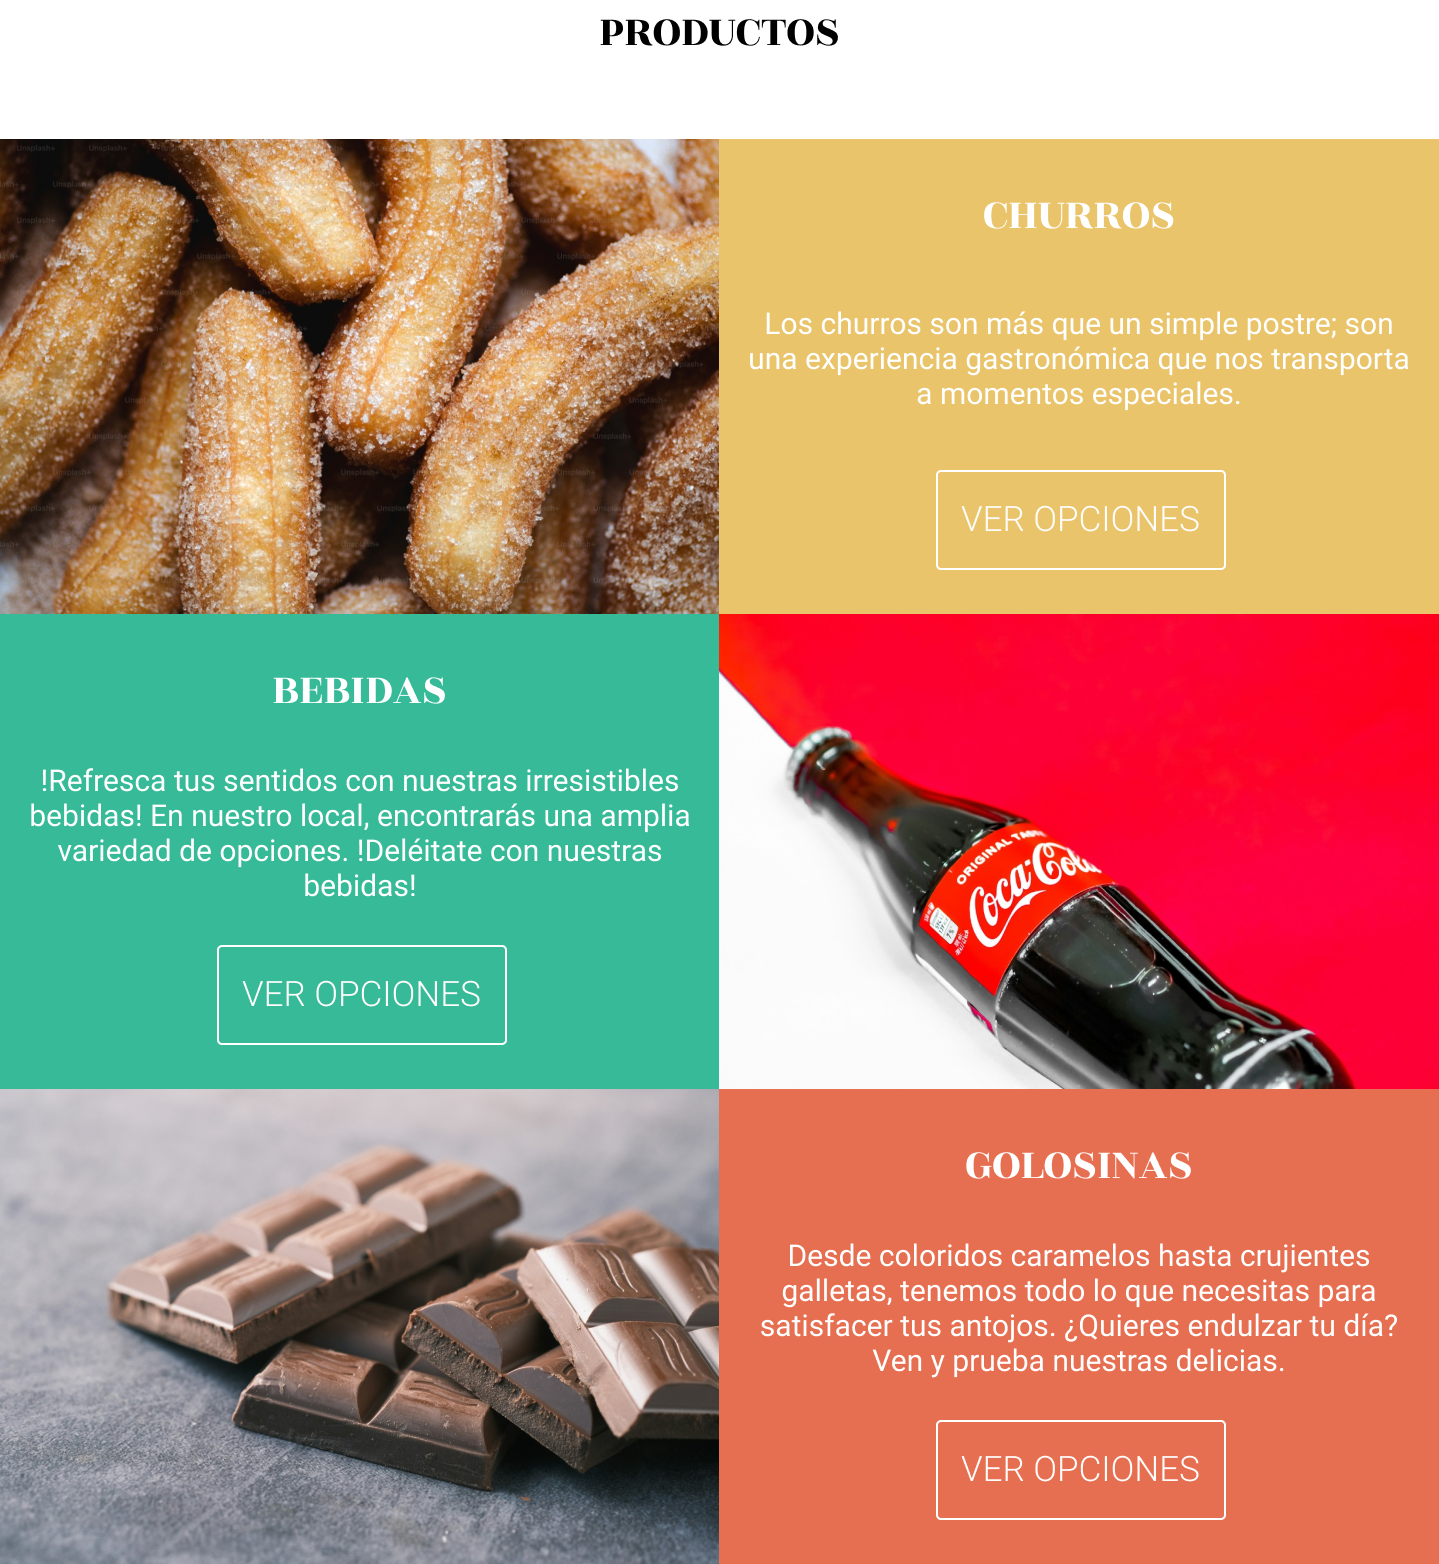 PRODUCTOS
Unsplash+
CHURROS
Los churros son más que un simple postre; son
una experiencia gastronómica que nos transporta
a momentos especiales.
VER OPCIONES
BEBIDAS
!Refresca tus sentidos con nuestras irresistibles
bebidas! En nuestro local, encontrarás una amplia
variedad de opciones. !Deléitate con nuestras
bebidas!
VER OPCIONES
ORIGINAL TASTE
Coca-Cola
GOLOSINAS
Desde coloridos caramelos hasta crujientes
galletas, tenemos todo lo que necesitas para
satisfacer tus antojos. ¿Quieres endulzar tu día?
Ven y prueba nuestras delicias.
VER OPCIONES